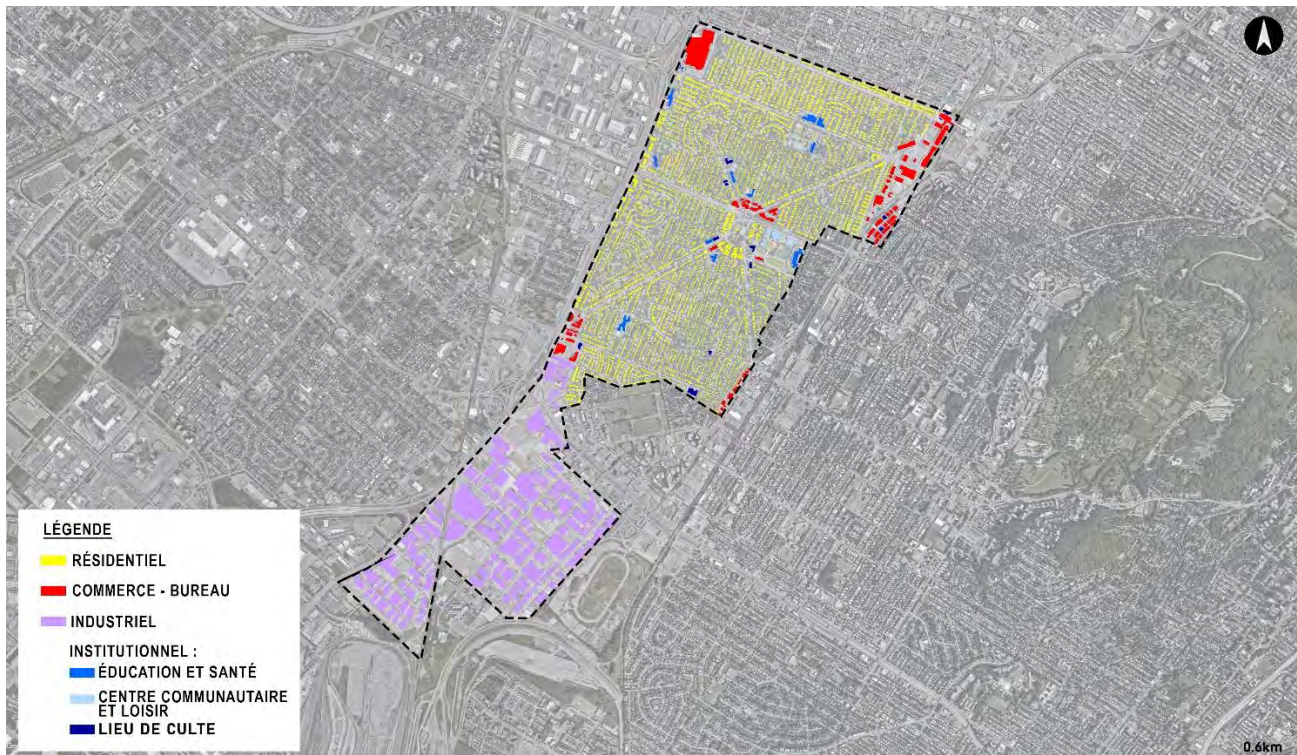 LÉGENDE
RÉSIDENTIEL
COMMERCE - BUREAU
INDUSTRIEL
INSTITUTIONNEL :
ÉDUCATION ET SANTÉ
CENTRE COMMUNAUTAIRE
ET LOISIR
LIEU DE CULTE
0.6km